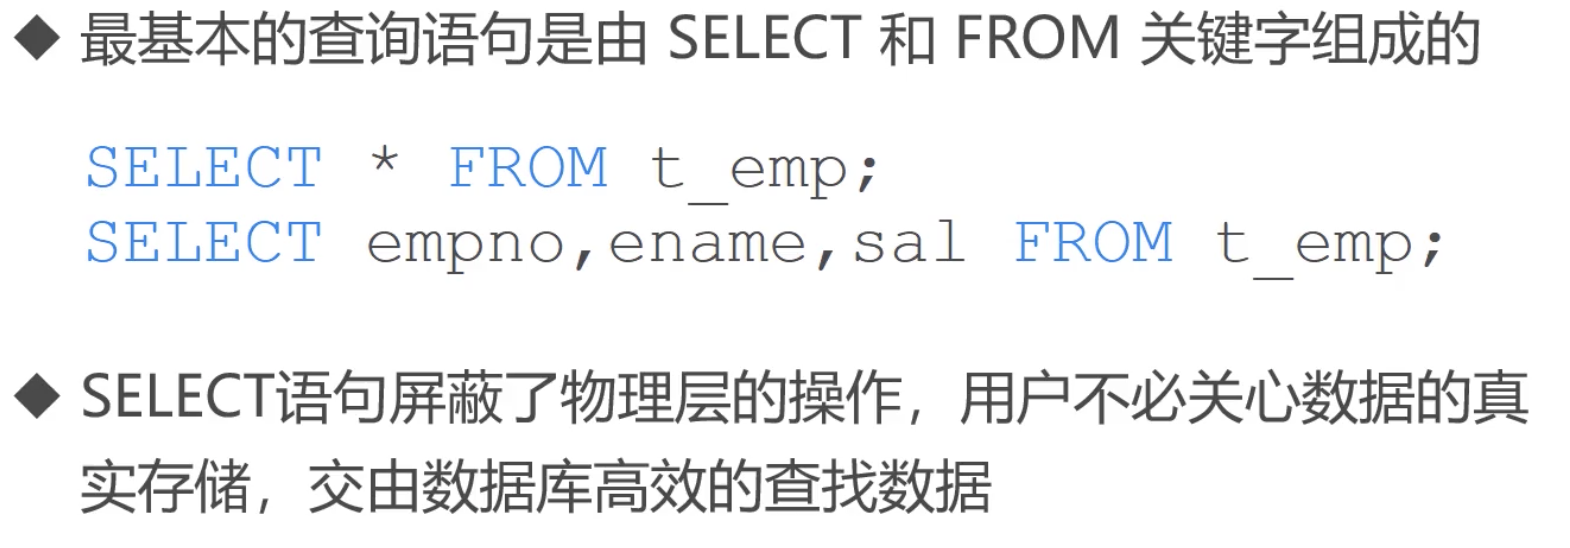 ◆ 最基本的查询语句是由 SELECT 和 FROM 关键字组成的
SELECT * FROM t_emp;
SELECT empno,ename,sal FROM t_emp;
◆ SELECT语句屏蔽了物理层的操作，用户不必关心数据的真
实存储，交由数据库高效的查找数据